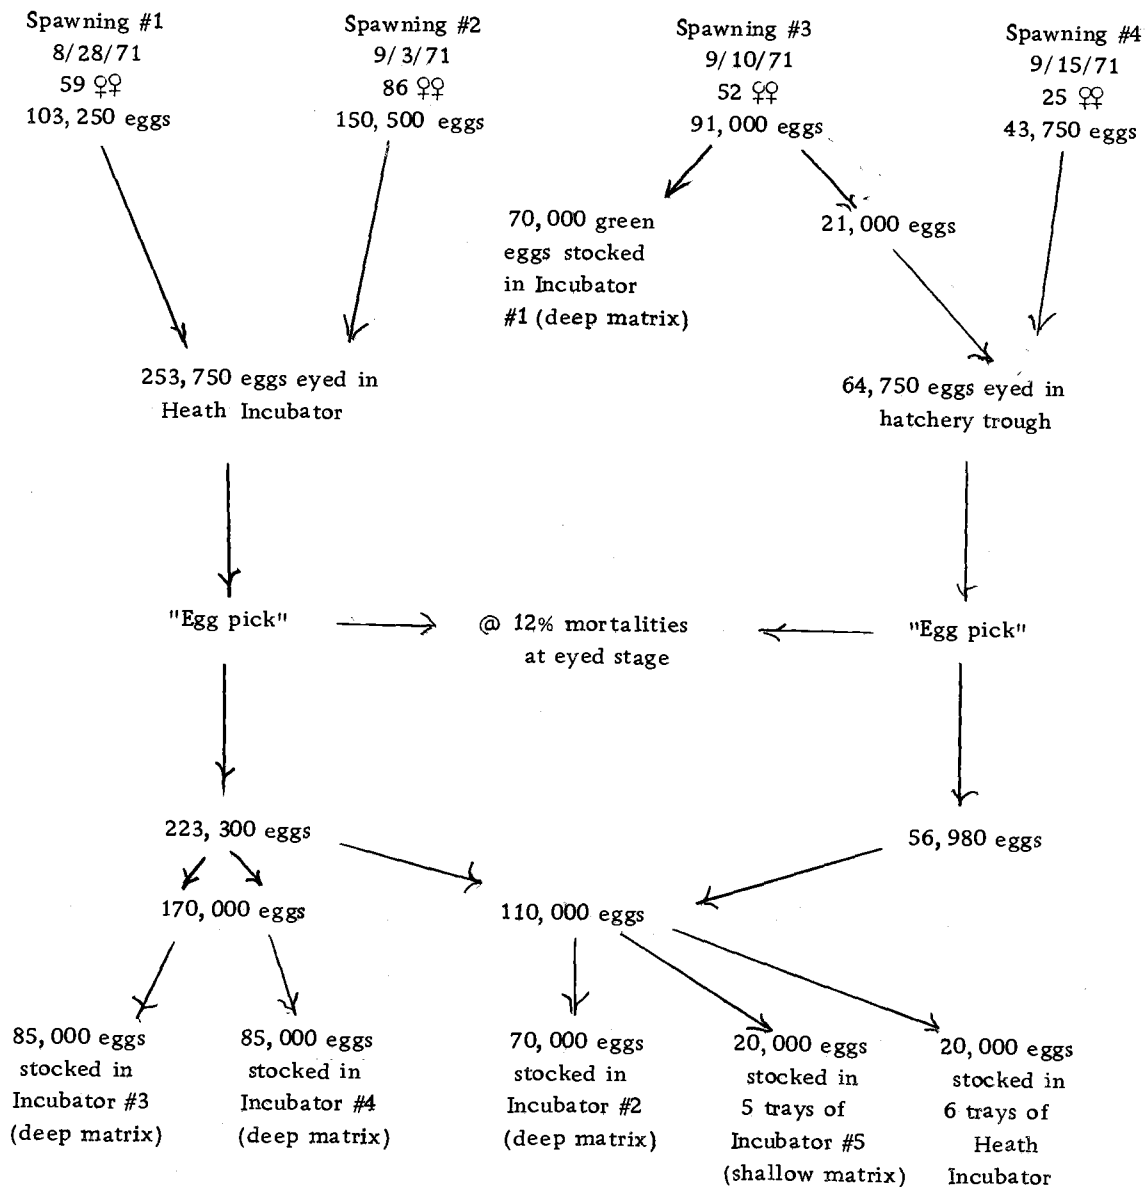 Spawning #1
8/28/71
59 ♀♀
103,250 eggs
Spawning #2
9/3/71
86 ♀♀
150,500 eggs
Spawning #3
9/10/71
52 ♀♀
91,000 eggs
Spawning #4
9/15/71
25 ♀♀
43,750 eggs
70,000 green
eggs stocked
in Incubator
#1 (deep matrix)
21,000 eggs
253,750 eggs eyed in
Heath Incubator
64,750 eggs eyed in
hatchery trough
"Egg pick"
@ 12% mortalities
at eyed stage
"Egg pick"
223,300 eggs
56,980 eggs
170,000 eggs
110,000 eggs
85,000 eggs
stocked in
Incubator #3
(deep matrix)
85,000 eggs
stocked in
Incubator #4
(deep matrix)
70,000 eggs
stocked in
Incubator #2
(deep matrix)
20,000 eggs
stocked in
5 trays of
Incubator #5
(shallow matrix)
20,000 eggs
stocked in
6 trays of
Heath
Incubator